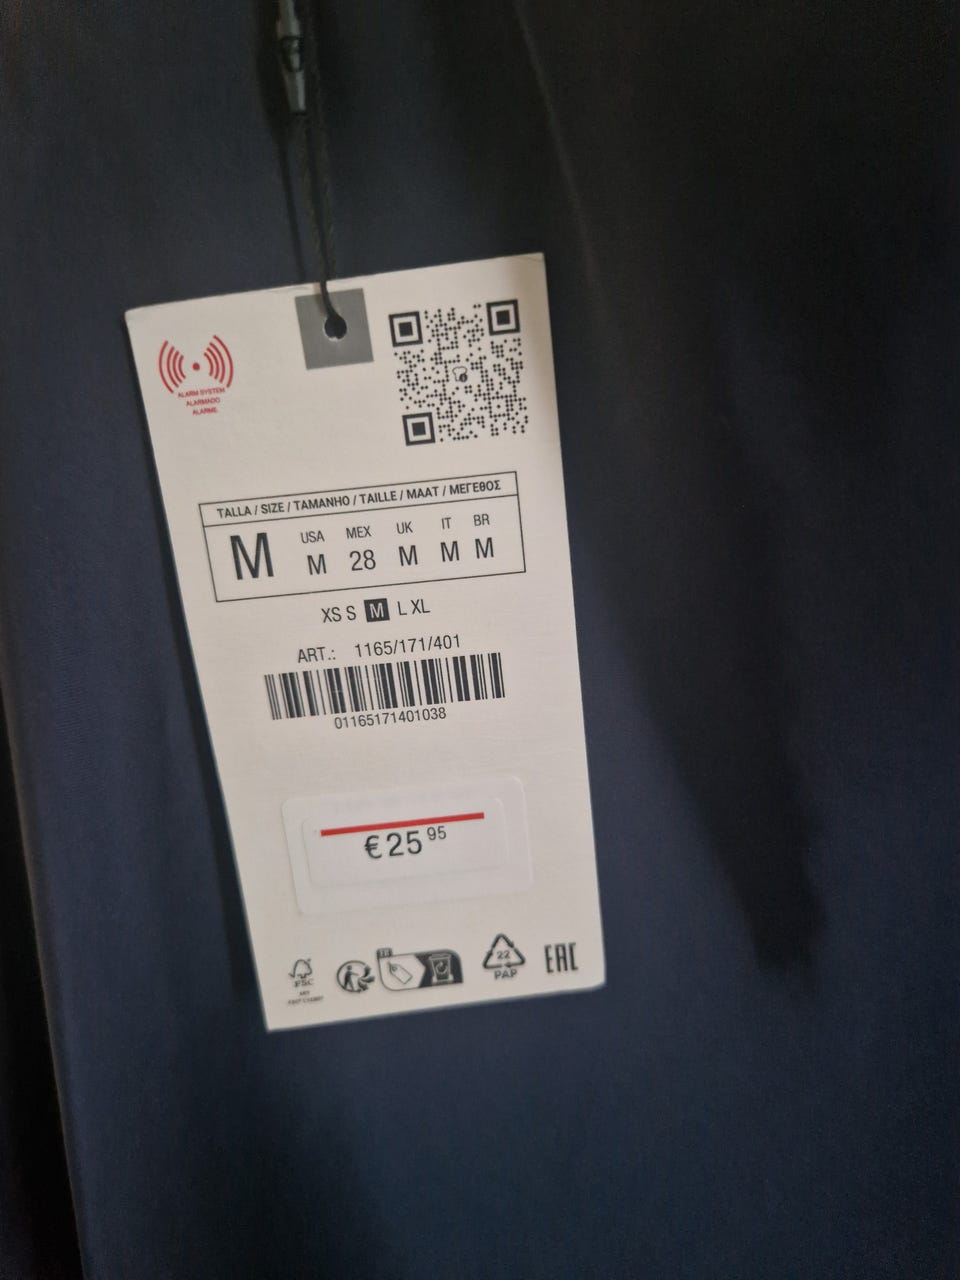 ALARM SYSTEM
ALARMADO
ALARME
TALLA / SIZE / TAMANHO / TAILLE / MAAT / ΜΕΓΕΘΟΣ
M USA MEX UK IT BR
M 28 M M M
XS S M L XL
ART.: 1165/171/401
01165171401038
€25 95
FR
FSC
22
PAP
EAC